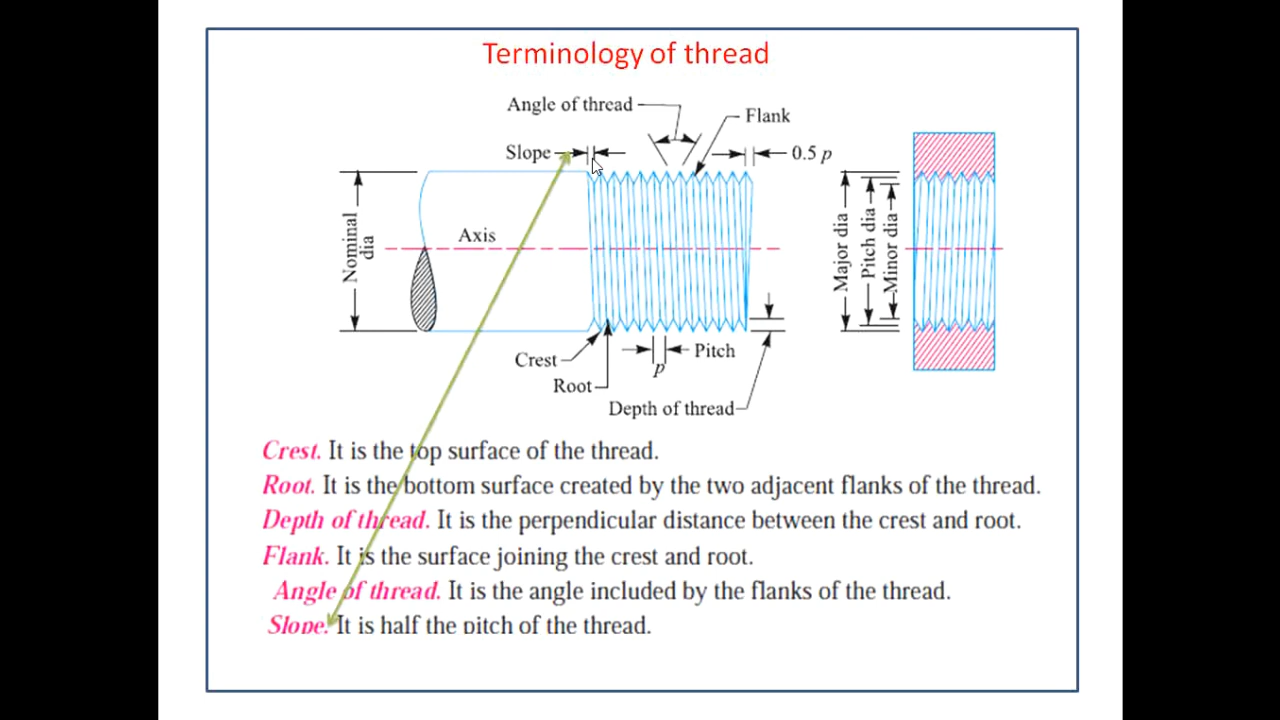 Terminology of thread
Angle of thread
Flank
Slope
0.5 p
Nominal
dia
Axis
Major dia
Pitch dia
Minor dia
Crest
Pitch
p
Root
Depth of thread
Crest. It is the top surface of the thread.
Root. It is the bottom surface created by the two adjacent flanks of the thread.
Depth of thread. It is the perpendicular distance between the crest and root.
Flank. It is the surface joining the crest and root.
Angle of thread. It is the angle included by the flanks of the thread.
Slope. It is half the pitch of the thread.